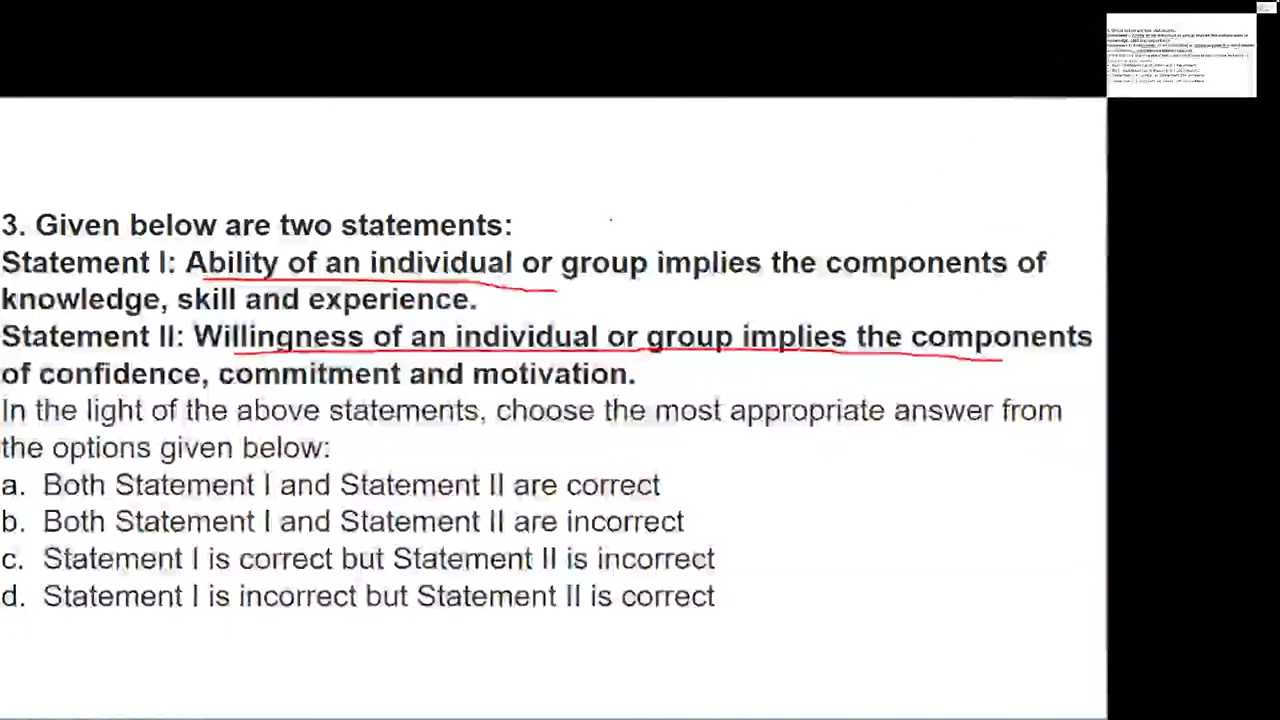 3. Given below are two statements:
Statement I: Ability of an individual or group implies the components of
knowledge, skill and experience.
Statement II: Willingness of an individual or group implies the components
of confidence, commitment and motivation.
In the light of the above statements, choose the most appropriate answer from
the options given below:
a. Both Statement I and Statement II are correct
b. Both Statement I and Statement II are incorrect
c. Statement I is correct but Statement II is incorrect
d. Statement I is incorrect but Statement II is correct